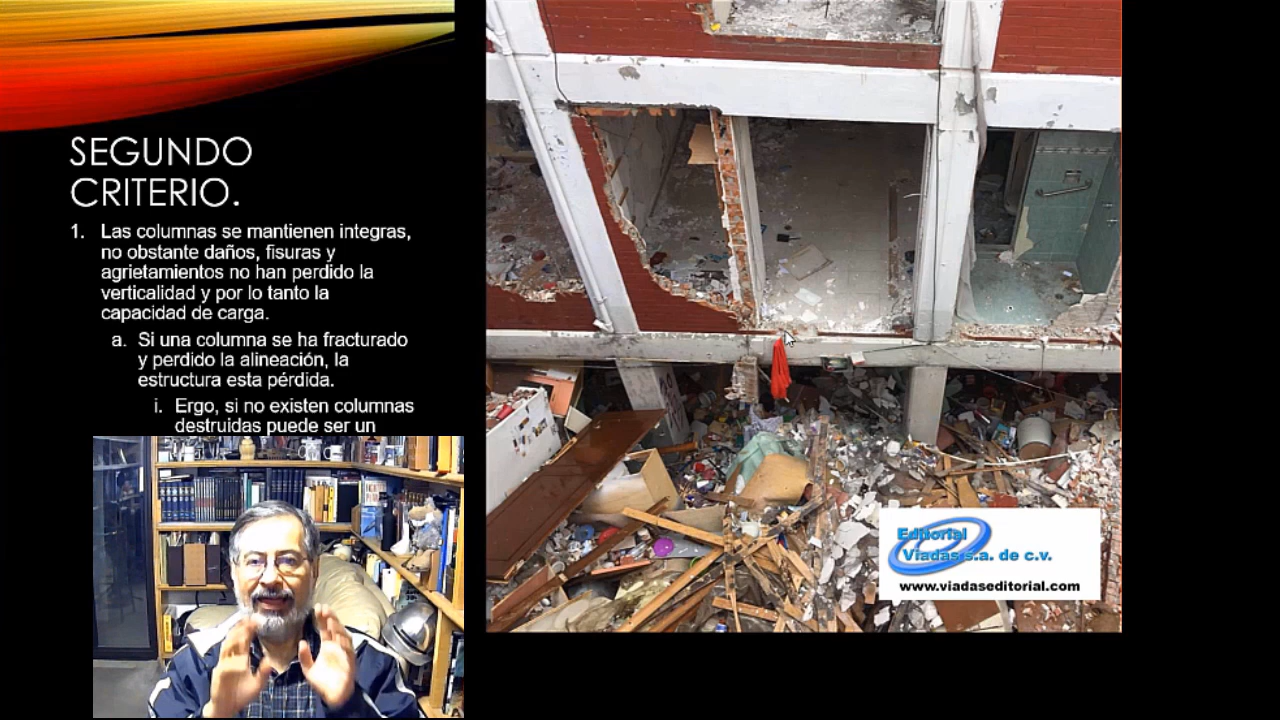 SEGUNDO
CRITERIO.
1. Las columnas se mantienen integras,
no obstante daños, fisuras y
agrietamientos no han perdido la
verticalidad y por lo tanto la
capacidad de carga.
a. Si una columna se ha fracturado
y perdido la alineación, la
estructura esta pérdida.
i. Ergo, si no existen columnas
destruidas puede ser un
Editorial
Viadas s.a. de c.v.
www.viadaseditorial.com